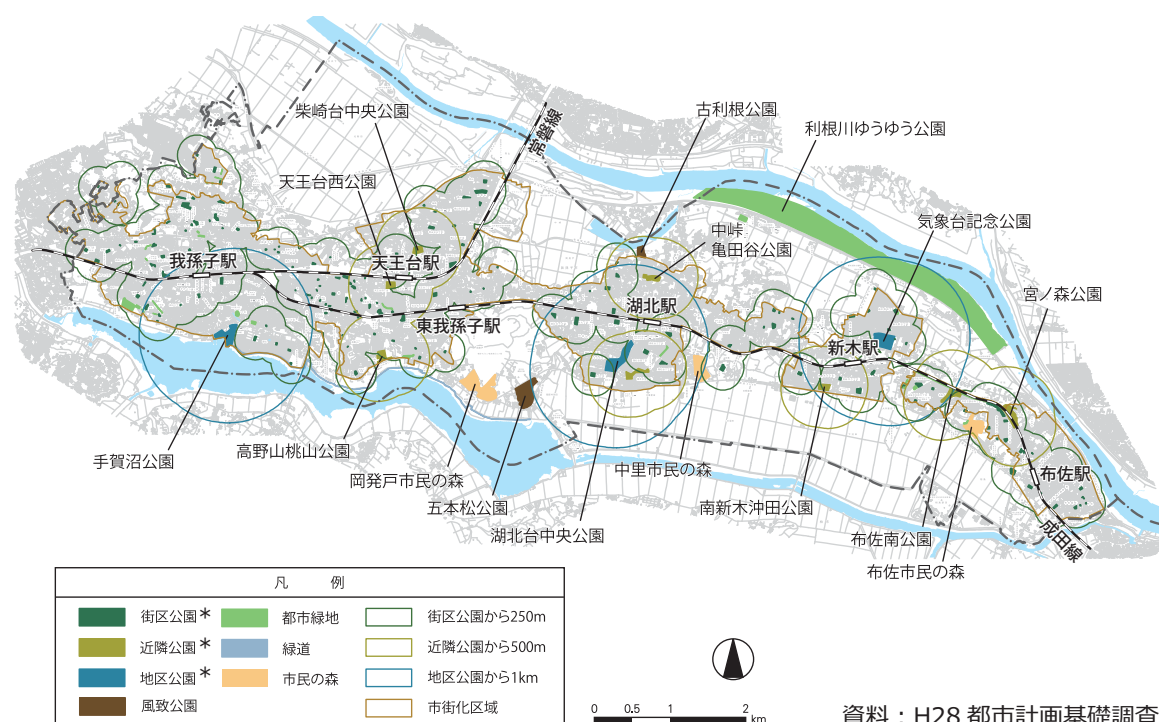 古利根公園
柴崎台中央公園
常磐線
利根川ゆうゆう公園
天王台西公園
気象台記念公園
中峠
亀田谷公園
我孫子駅
天王台駅
宮ノ森公園
湖北駅
東我孫子駅
新木駅
高野山桃山公園
手賀沼公園
中里市民の森
布佐駅
岡発戸市民の森
五本松公園
南新木沖田公園
湖北台中央公園
布佐南公園
成田線
布佐市民の森
凡 例
街区公園* 都市緑地 街区公園から250m
近隣公園* 緑道 近隣公園から500m
地区公園* 市民の森 地区公園から1km
風致公園 市街化区域
0 0.5 1 2 km
資料：H28 都市計画基礎調査